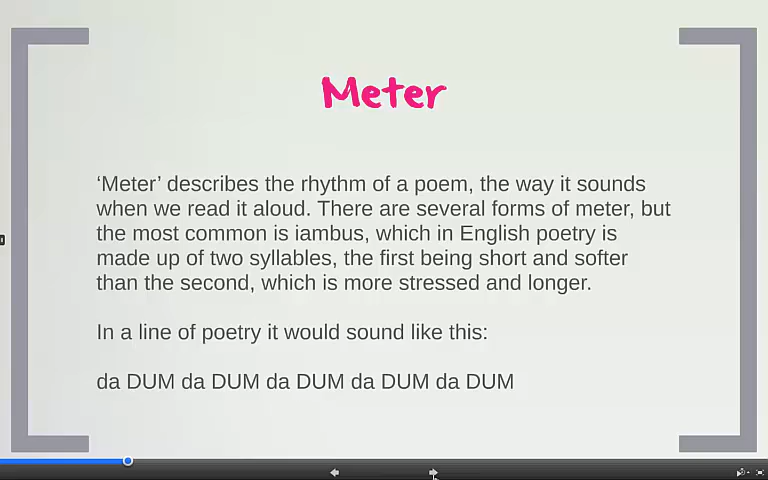 Meter
‘Meter’ describes the rhythm of a poem, the way it sounds
when we read it aloud. There are several forms of meter, but
the most common is iambus, which in English poetry is
made up of two syllables, the first being short and softer
than the second, which is more stressed and longer.
In a line of poetry it would sound like this:
da DUM da DUM da DUM da DUM da DUM